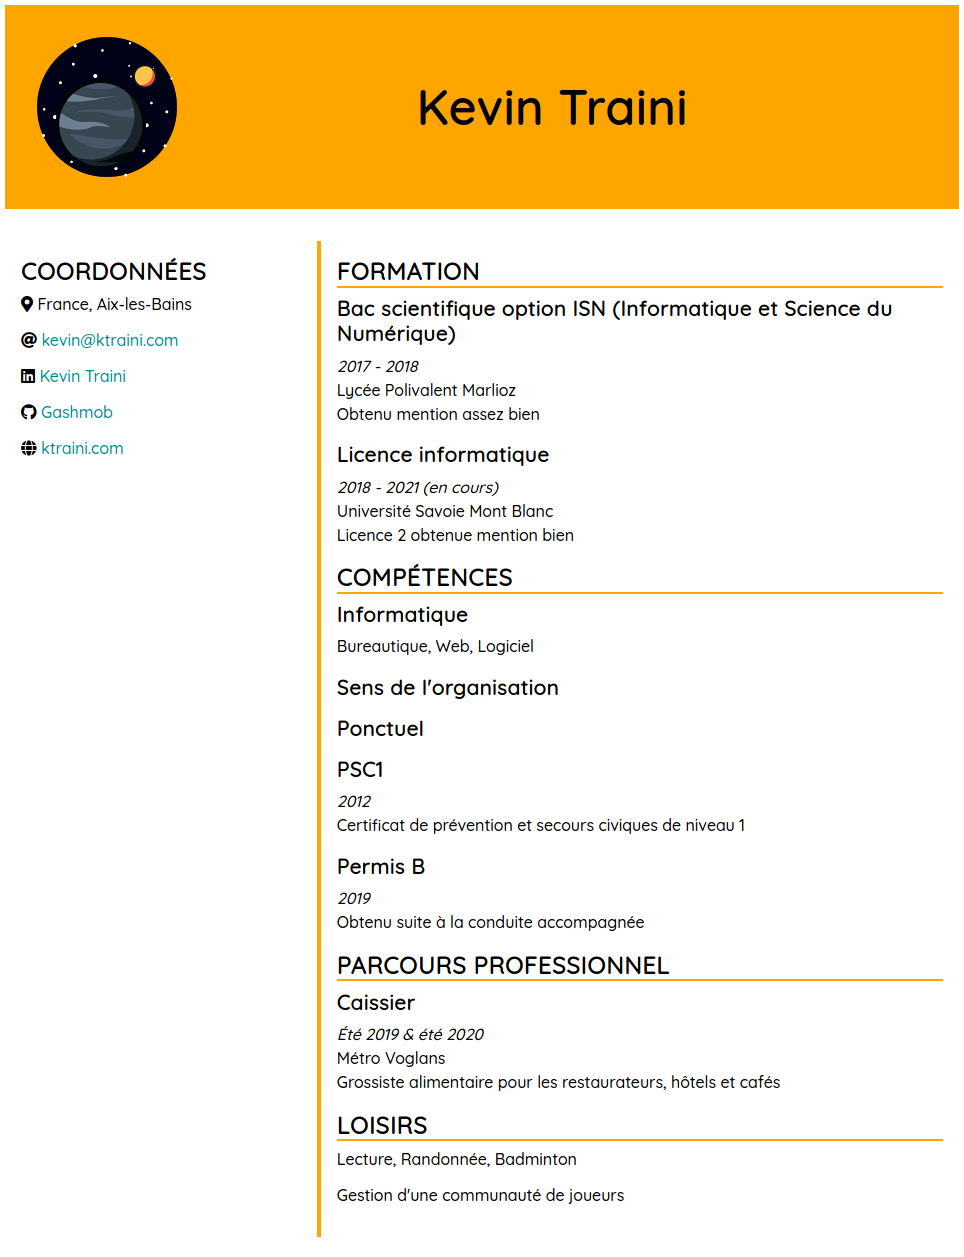 Kevin Traini
COORDONNÉES
France, Aix-les-Bains
kevin@ktraini.com
Kevin Traini
Gashmob
ktraini.com
FORMATION
Bac scientifique option ISN (Informatique et Science du
Numérique)
2017 - 2018
Lycée Polivalent Marlioz
Obtenu mention assez bien
Licence informatique
2018 - 2021 (en cours)
Université Savoie Mont Blanc
Licence 2 obtenue mention bien
COMPÉTENCES
Informatique
Bureautique, Web, Logiciel
Sens de l'organisation
Ponctuel
PSC1
2012
Certificat de prévention et secours civiques de niveau 1
Permis B
2019
Obtenu suite à la conduite accompagnée
PARCOURS PROFESSIONNEL
Caissier
Été 2019 & été 2020
Métro Voglans
Grossiste alimentaire pour les restaurateurs, hôtels et cafés
LOISIRS
Lecture, Randonnée, Badminton
Gestion d'une communauté de joueurs